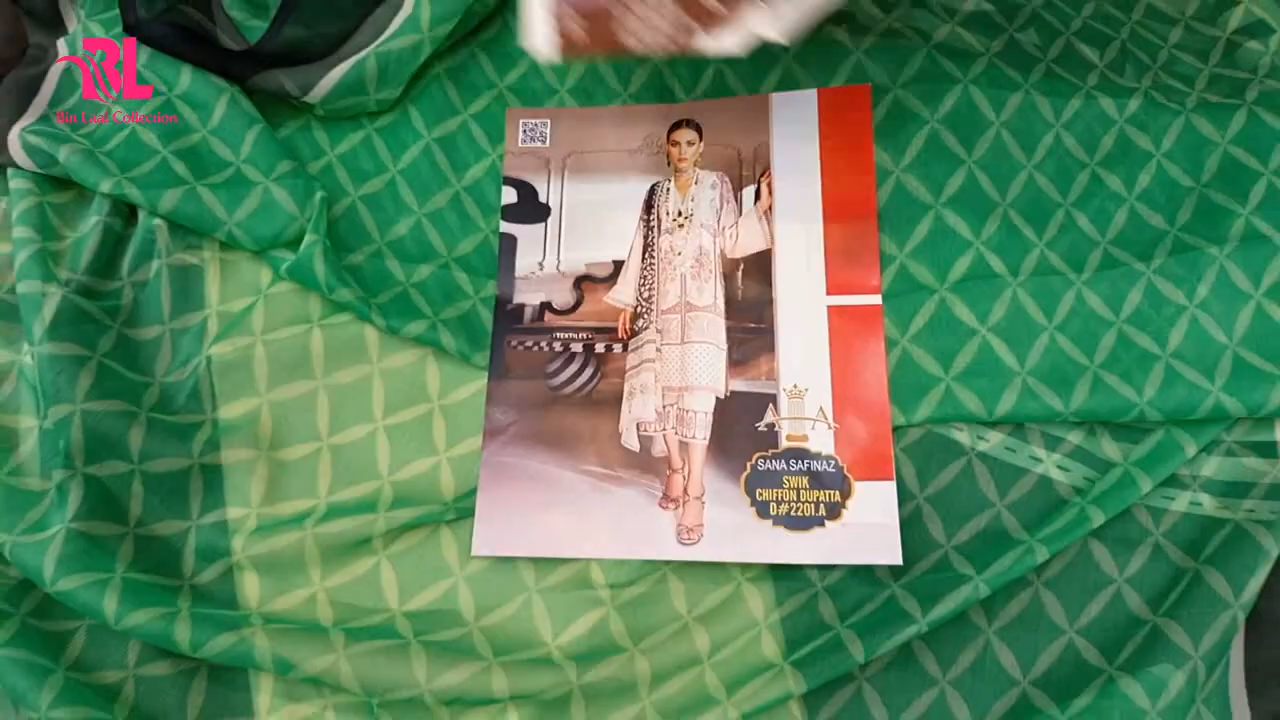 BL
Bin Laal Collection
TEXTILES
A A
SANA SAFINAZ
SWIK
CHIFFON DUPATTA
D#2201.A